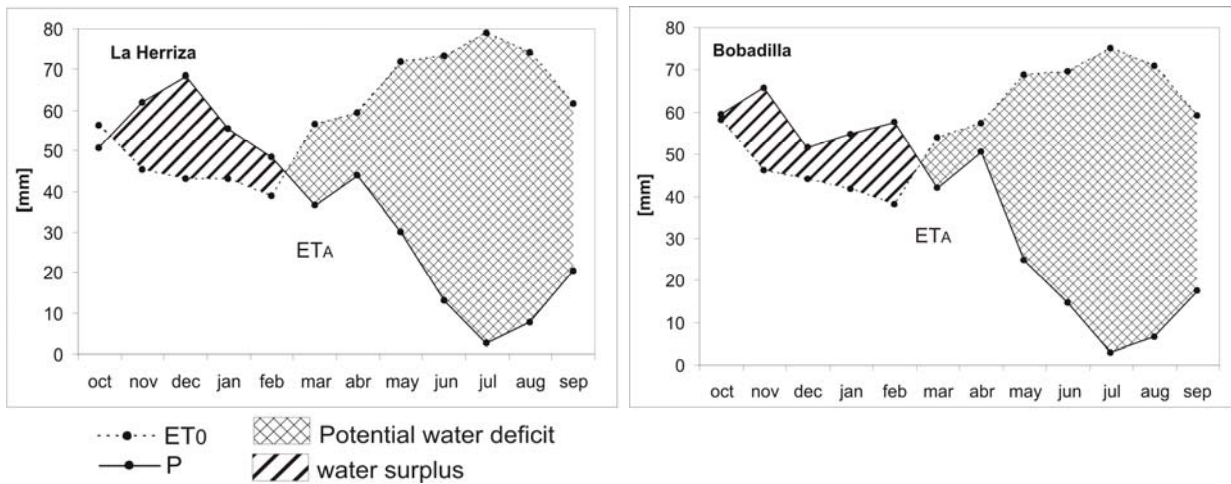 La Herriza
[mm]
80
70
60
50
40
30
20
10
0
ETA
oct nov dec jan feb mar abr may jun jul aug sep
Bobadilla
[mm]
80
70
60
50
40
30
20
10
0
ETA
oct nov dec jan feb mar abr may jun jul aug sep
ET0 Potential water deficit
P water surplus